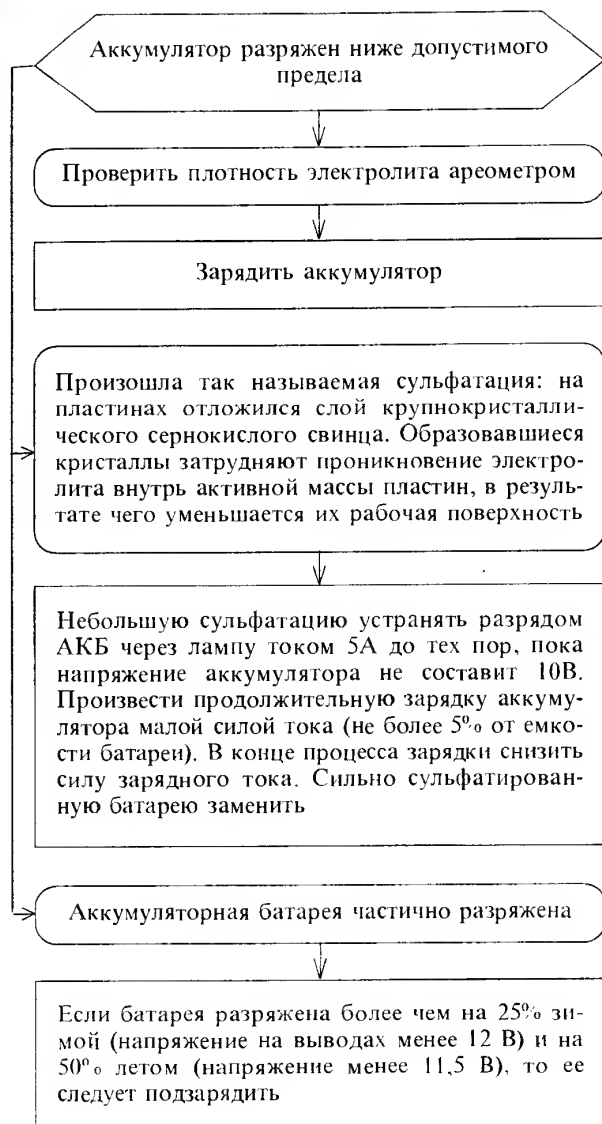 Аккумулятор разряжен ниже допустимого
предела
Проверить плотность электролита ареометром
Зарядить аккумулятор
Произошла так называемая сульфатация: на
пластинах отложился слой крупнокристалли-
ческого сернокислого свинца. Образовавшиеся
кристаллы затрудняют проникновение электро-
лита внутрь активной массы пластин, в резуль-
тате чего уменьшается их рабочая поверхность
Небольшую сульфатацию устранять разрядом
АКБ через лампу током 5А до тех пор, пока
напряжение аккумулятора не составит 10В.
Произвести продолжительную зарядку аккуму-
лятора малой силой тока (не более 5% от емко-
сти батареи). В конце процесса зарядки снизить
силу зарядного тока. Сильно сульфатирован-
ную батарею заменить
Аккумуляторная батарея частично разряжена
Если батарея разряжена более чем на 25% зи-
мой (напряжение на выводах менее 12 В) и на
50% летом (напряжение менее 11,5 В), то ее
следует подзарядить